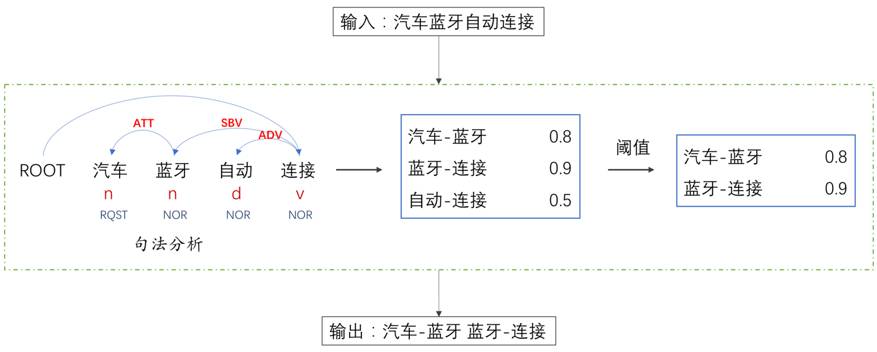 输入：汽车蓝牙自动连接
ATT
SBV
ADV
ROOT 汽车 蓝牙 自动 连接
n n d v
RQST NOR NOR NOR
句法分析
汽车-蓝牙 0.8
蓝牙-连接 0.9
自动-连接 0.5
阈值
汽车-蓝牙 0.8
蓝牙-连接 0.9
输出：汽车-蓝牙 蓝牙-连接